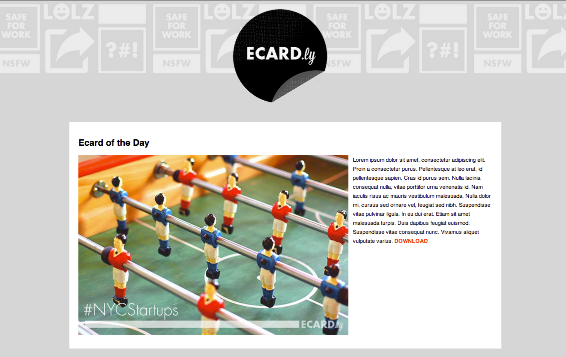 LOLZ LOLZ LOLZ LOLZ
SAFE SAFE SAFE
FOR FOR FOR
WORK WORK WORK
?#! ?#!
NSFW NSFW NSFW
ECARD.ly
Ecard of the Day
Lorem ipsum dolor sit amet, consectetur adipiscing elit.
Proin a consectetur purus. Pellentesque at leo erat, id
pellentesque sapien. Cras id purus sem. Nulla lacinia
consequat nulla, vitae porttitor urna venenatis id. Nam
iaculis risus ac mauris vestibulum malesuada. Nulla dolor
mi, cursus sed ornare vel, feugiat sed nibh. Suspendisse
vitae pulvinar ligula. In eu dui erat. Etiam sit amet
malesuada turpis. Duis dapibus feugiat euismod.
Suspendisse vitae consequat nunc. Vivamus aliquet
vulputate varius. DOWNLOAD
#NYCStartups
ECARD.ly